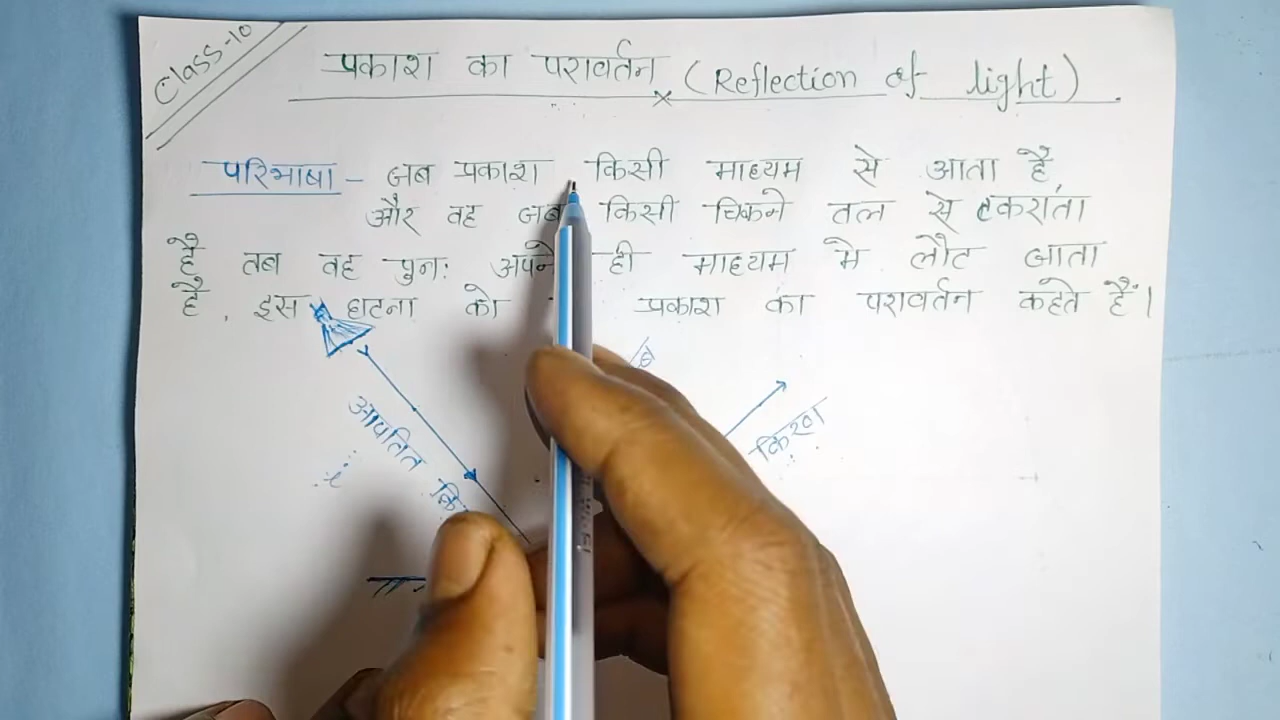 Class-10
प्रकाश का परावर्तन (Reflection of light)
परिभाषा - जब प्रकाश किसी माध्यम से आता है,
और वह जब किसी चिकने तल से टकराता
है तब वह पुनः अपने ही माध्यम मे लौट जाता
है, इस घटना को प्रकाश का परावर्तन कहते हैं।
आपतित कि
किरण